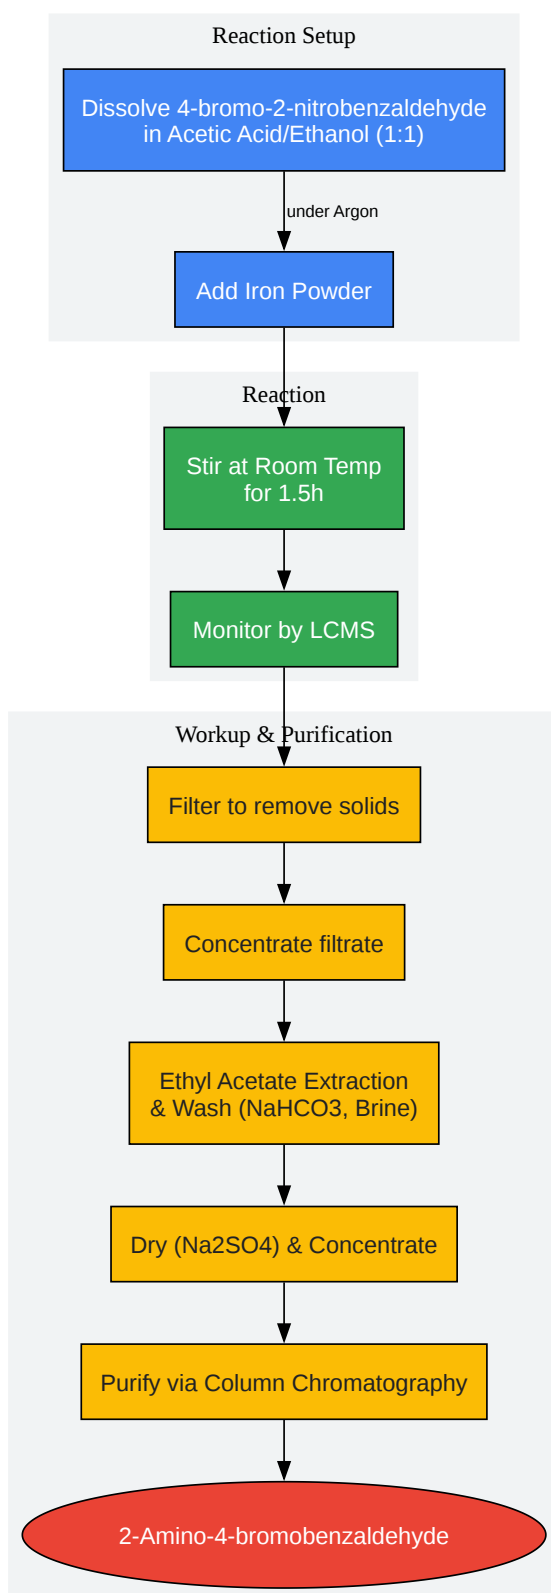 Reaction Setup
Dissolve 4-bromo-2-nitrobenzaldehyde
in Acetic Acid/Ethanol (1:1)
under Argon
Add Iron Powder
Reaction
Stir at Room Temp
for 1.5h
Monitor by LCMS
Workup & Purification
Filter to remove solids
Concentrate filtrate
Ethyl Acetate Extraction
& Wash (NaHCO3, Brine)
Dry (Na2SO4) & Concentrate
Purify via Column Chromatography
2-Amino-4-bromobenzaldehyde